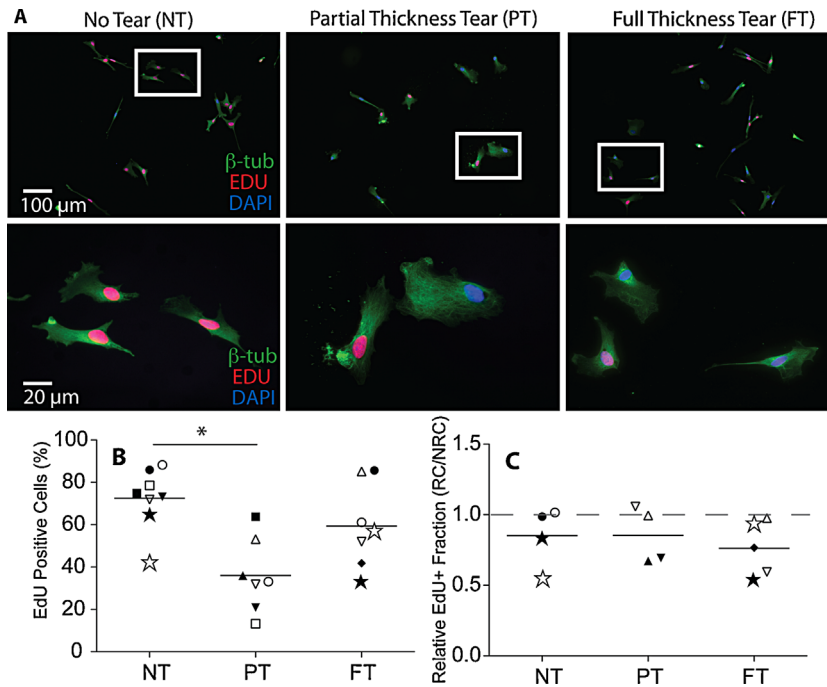 A
No Tear (NT)
Partial Thickness Tear (PT)
Full Thickness Tear (FT)
β-tub
EDU
DAPI
100 µm
β-tub
EDU
DAPI
20 µm
B
EdU Positive Cells (%)
100
80
60
40
20
0
*
NT
PT
FT
C
Relative EdU+ Fraction (RC/NRC)
1.5
1.0
0.5
0.0
NT
PT
FT